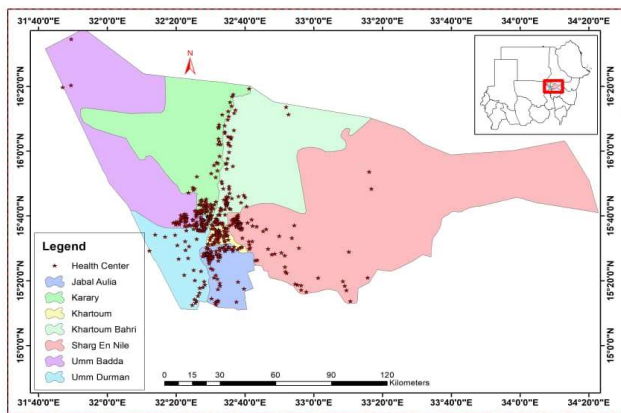 31°40'0"E 32°0'0"E 32°20'0"E 32°40'0"E 33°0'0"E 33°20'0"E 33°40'0"E 34°0'0"E 34°20'0"E
N
16°20'0"N 16°20'0"N
16°0'0"N 16°0'0"N
15°40'0"N 15°40'0"N
15°20'0"N 15°20'0"N
15°0'0"N 15°0'0"N
Legend
Health Center
Jabal Aulia
Karary
Khartoum
Khartoum Bahri
Sharg En Nile
Umm Badda
Umm Durman
0 15 30 60 90 120
Kilometers
31°40'0"E 32°0'0"E 32°20'0"E 32°40'0"E 33°0'0"E 33°20'0"E 33°40'0"E 34°0'0"E 34°20'0"E